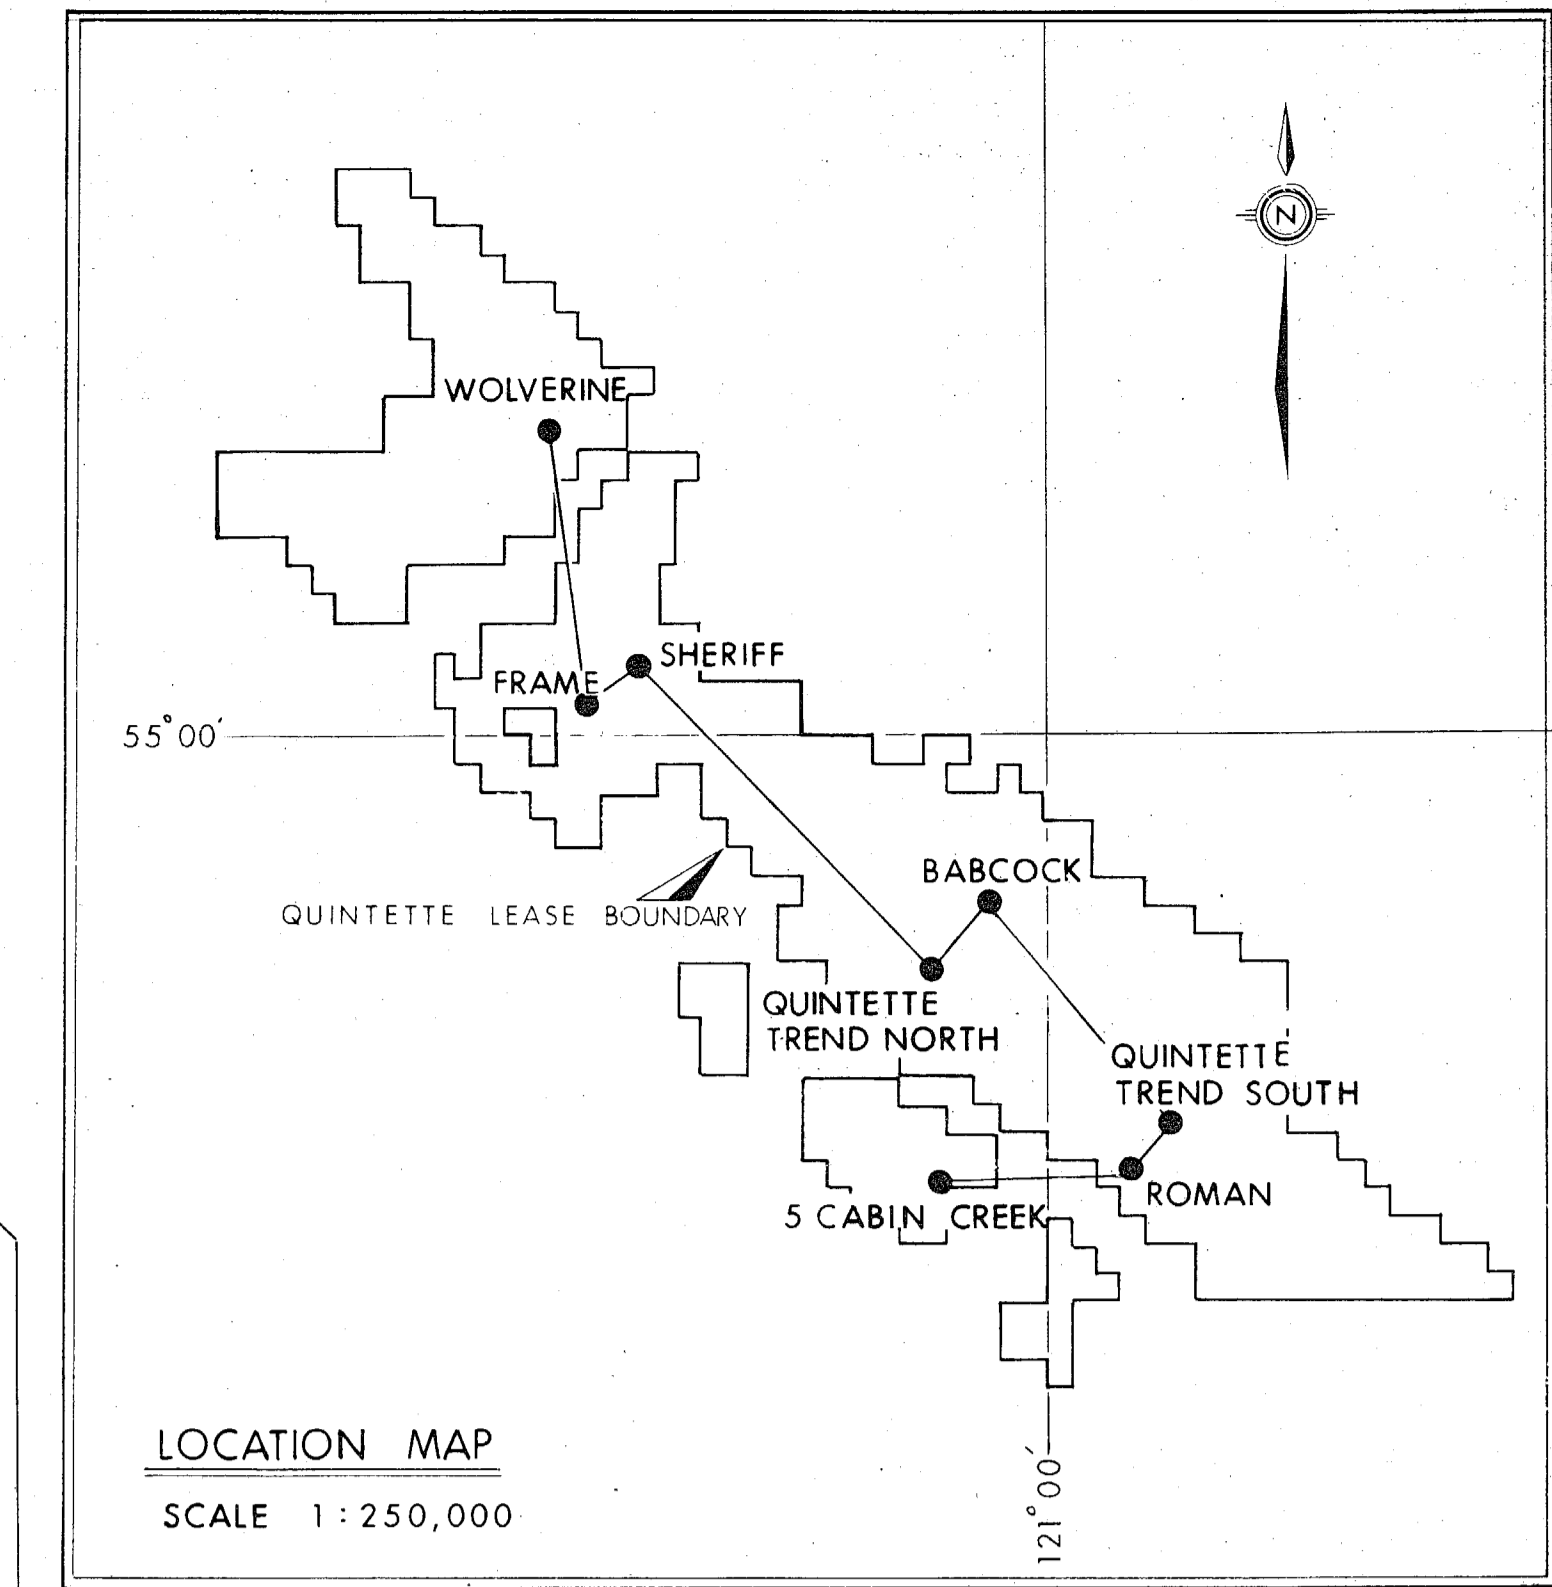 N
WOLVERINE
SHERIFF
FRAME
55°00′
BABCOCK
QUINTETTE LEASE BOUNDARY
QUINTETTE
TREND NORTH
QUINTETTE
TREND SOUTH
ROMAN
5 CABIN CREEK
LOCATION MAP
SCALE 1:250,000
121°00′